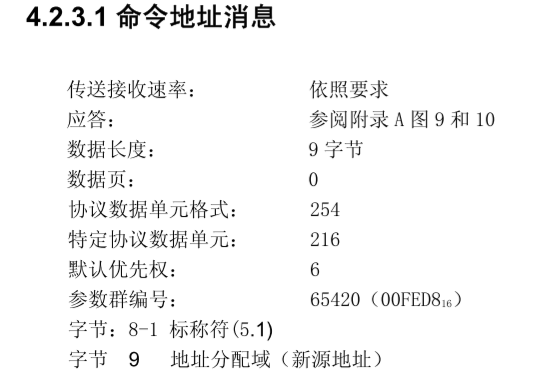 4.2.3.1 命令地址消息
传送接收速率： 依照要求
应答： 参阅附录 A 图 9 和 10
数据长度： 9 字节
数据页： 0
协议数据单元格式： 254
特定协议数据单元： 216
默认优先权： 6
参数群编号： 65420（00FED8₁₆）
字节：8-1 标称符(5.1)
字节 9 地址分配域（新源地址）